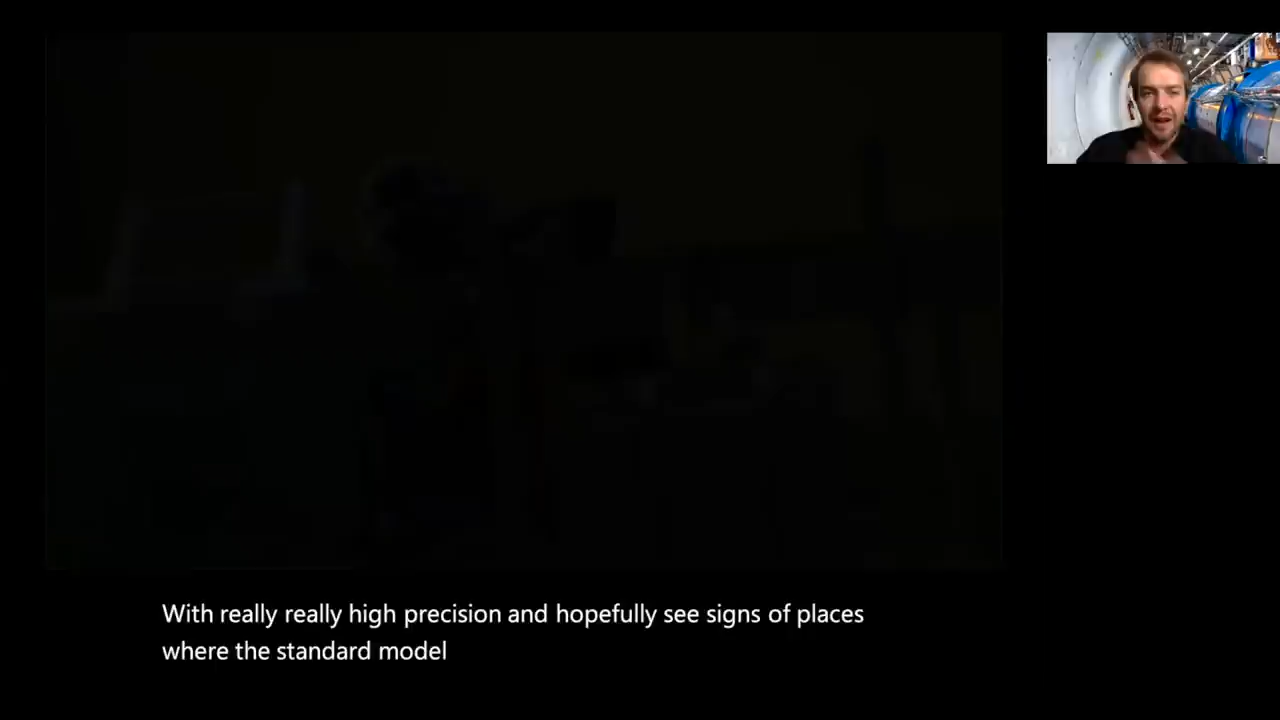 With really really high precision and hopefully see signs of places
where the standard model